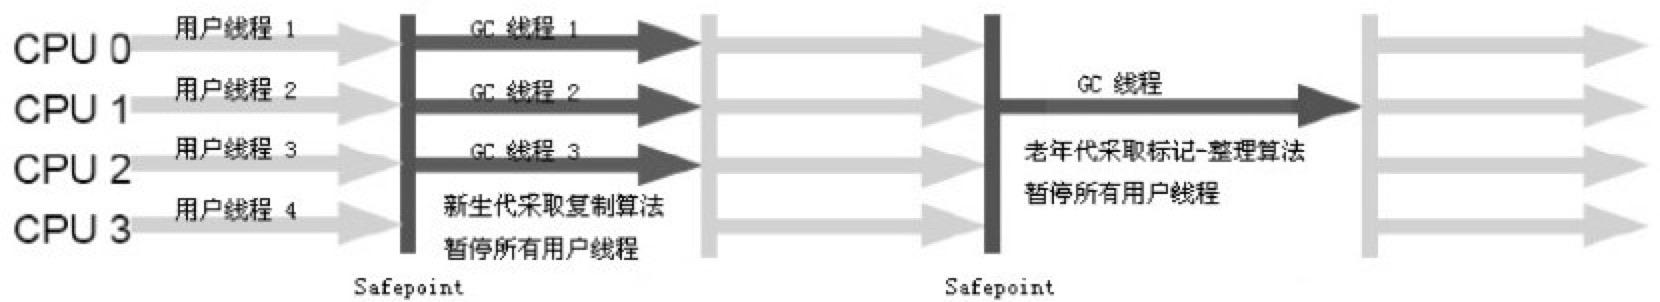 CPU 0
用户线程 1
GC 线程 1
CPU 1
用户线程 2
GC 线程 2
GC 线程
CPU 2
用户线程 3
GC 线程 3
老年代采取标记-整理算法
暂停所有用户线程
CPU 3
用户线程 4
新生代采取复制算法
暂停所有用户线程
Safepoint
Safepoint